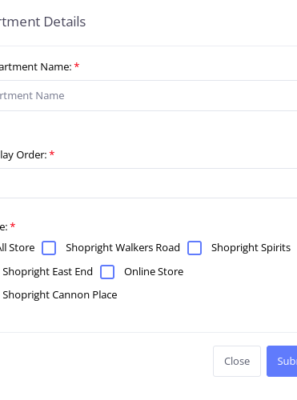 rtment Details
artment Name: *
rtment Name
lay Order: *
e: *
All Store Shopright Walkers Road Shopright Spirits
Shopright East End Online Store
Shopright Cannon Place
Close Sub